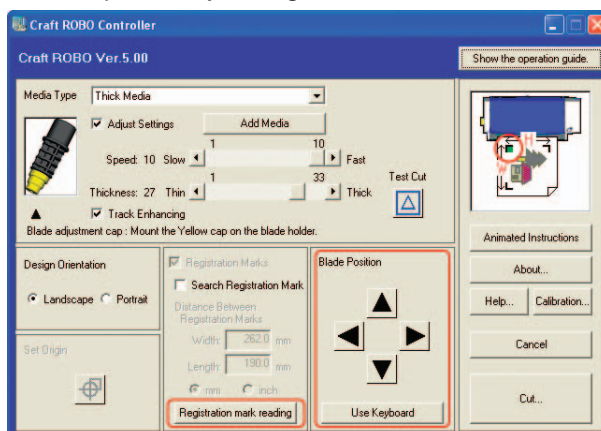 Craft ROBO Controller
Craft ROBO Ver.5.00
Show the operation guide.
Media Type
Thick Media
Adjust Settings
Add Media
1
10
Speed: 10
Slow
Fast
1
33
Thickness: 27
Thin
Thick
Test Cut
Track Enhancing
Blade adjustment cap : Mount the Yellow cap on the blade holder.
H
W
Animated Instructions
About...
Help...
Calibration...
Cancel
Cut...
Design Orientation
Landscape
Portrait
Set Origin
Registration Marks
Search Registration Mark
Distance Between
Registration Marks
Width:
262.0
mm
Length:
190.0
mm
mm
inch
Registration mark reading
Blade Position
Use Keyboard